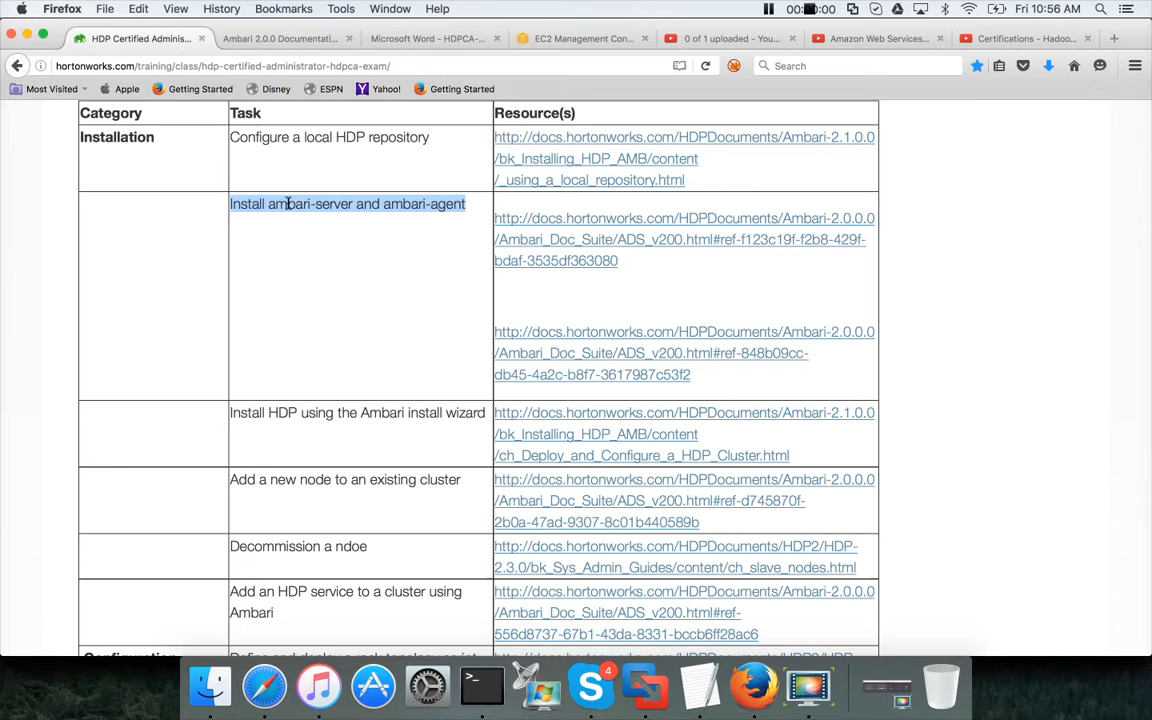 Firefox File Edit View History Bookmarks Tools Window Help 00:00:00 Fri 10:56 AM
HDP Certified Adminis... Ambari 2.0.0 Documentati... Microsoft Word - HDPCA-... EC2 Management Con... 0 of 1 uploaded - You... Amazon Web Services... Certifications - Hadoo...
hortonworks.com/training/class/hdp-certified-administrator-hdpca-exam/ Search
Most Visited Apple Getting Started Disney ESPN Yahoo! Getting Started
Category Task Resource(s)
Installation Configure a local HDP repository http://docs.hortonworks.com/HDPDocuments/Ambari-2.1.0.0
/bk_Installing_HDP_AMB/content
/_using_a_local_repository.html
Install ambari-server and ambari-agent
http://docs.hortonworks.com/HDPDocuments/Ambari-2.0.0.0
/Ambari_Doc_Suite/ADS_v200.html#ref-f123c19f-f2b8-429f-
bdaf-3535df363080
http://docs.hortonworks.com/HDPDocuments/Ambari-2.0.0.0
/Ambari_Doc_Suite/ADS_v200.html#ref-848b09cc-
db45-4a2c-b8f7-3617987c53f2
Install HDP using the Ambari install wizard http://docs.hortonworks.com/HDPDocuments/Ambari-2.1.0.0
/bk_Installing_HDP_AMB/content
/ch_Deploy_and_Configure_a_HDP_Cluster.html
Add a new node to an existing cluster http://docs.hortonworks.com/HDPDocuments/Ambari-2.0.0.0
/Ambari_Doc_Suite/ADS_v200.html#ref-d745870f-
2b0a-47ad-9307-8c01b440589b
Decommission a ndoe http://docs.hortonworks.com/HDPDocuments/HDP2/HDP-
2.3.0/bk_Sys_Admin_Guides/content/ch_slave_nodes.html
Add an HDP service to a cluster using http://docs.hortonworks.com/HDPDocuments/Ambari-2.0.0.0
Ambari /Ambari_Doc_Suite/ADS_v200.html#ref-
556d8737-67b1-43da-8331-bccb6ff28ac6
4